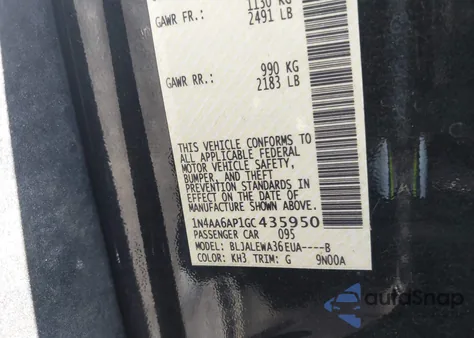 1130 KG
GAWR FR: 2491 LB
990 KG
GAWR RR: 2183 LB
THIS VEHICLE CONFORMS TO
ALL APPLICABLE FEDERAL
MOTOR VEHICLE SAFETY,
BUMPER, AND THEFT
PREVENTION STANDARDS IN
EFFECT ON THE DATE OF
MANUFACTURE SHOWN ABOVE.
1N4AA6AP1GC435950
PASSENGER CAR 095
MODEL: BLJALEWA36EUA----B
COLOR: KH3 TRIM: G 9N00A
autoSnap